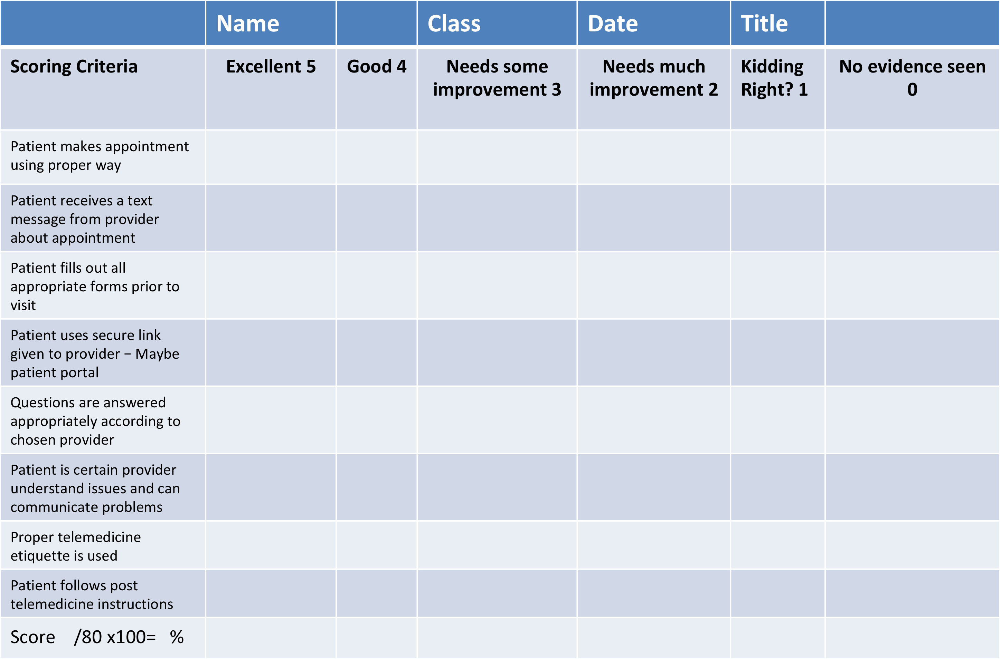 Name Class Date Title
Scoring Criteria Excellent 5 Good 4 Needs some improvement 3 Needs much improvement 2 Kidding Right? 1 No evidence seen 0
Patient makes appointment
using proper way
Patient receives a text
message from provider
about appointment
Patient fills out all
appropriate forms prior to
visit
Patient uses secure link
given to provider – Maybe
patient portal
Questions are answered
appropriately according to
chosen provider
Patient is certain provider
understand issues and can
communicate problems
Proper telemedicine
etiquette is used
Patient follows post
telemedicine instructions
Score /80 x100= %